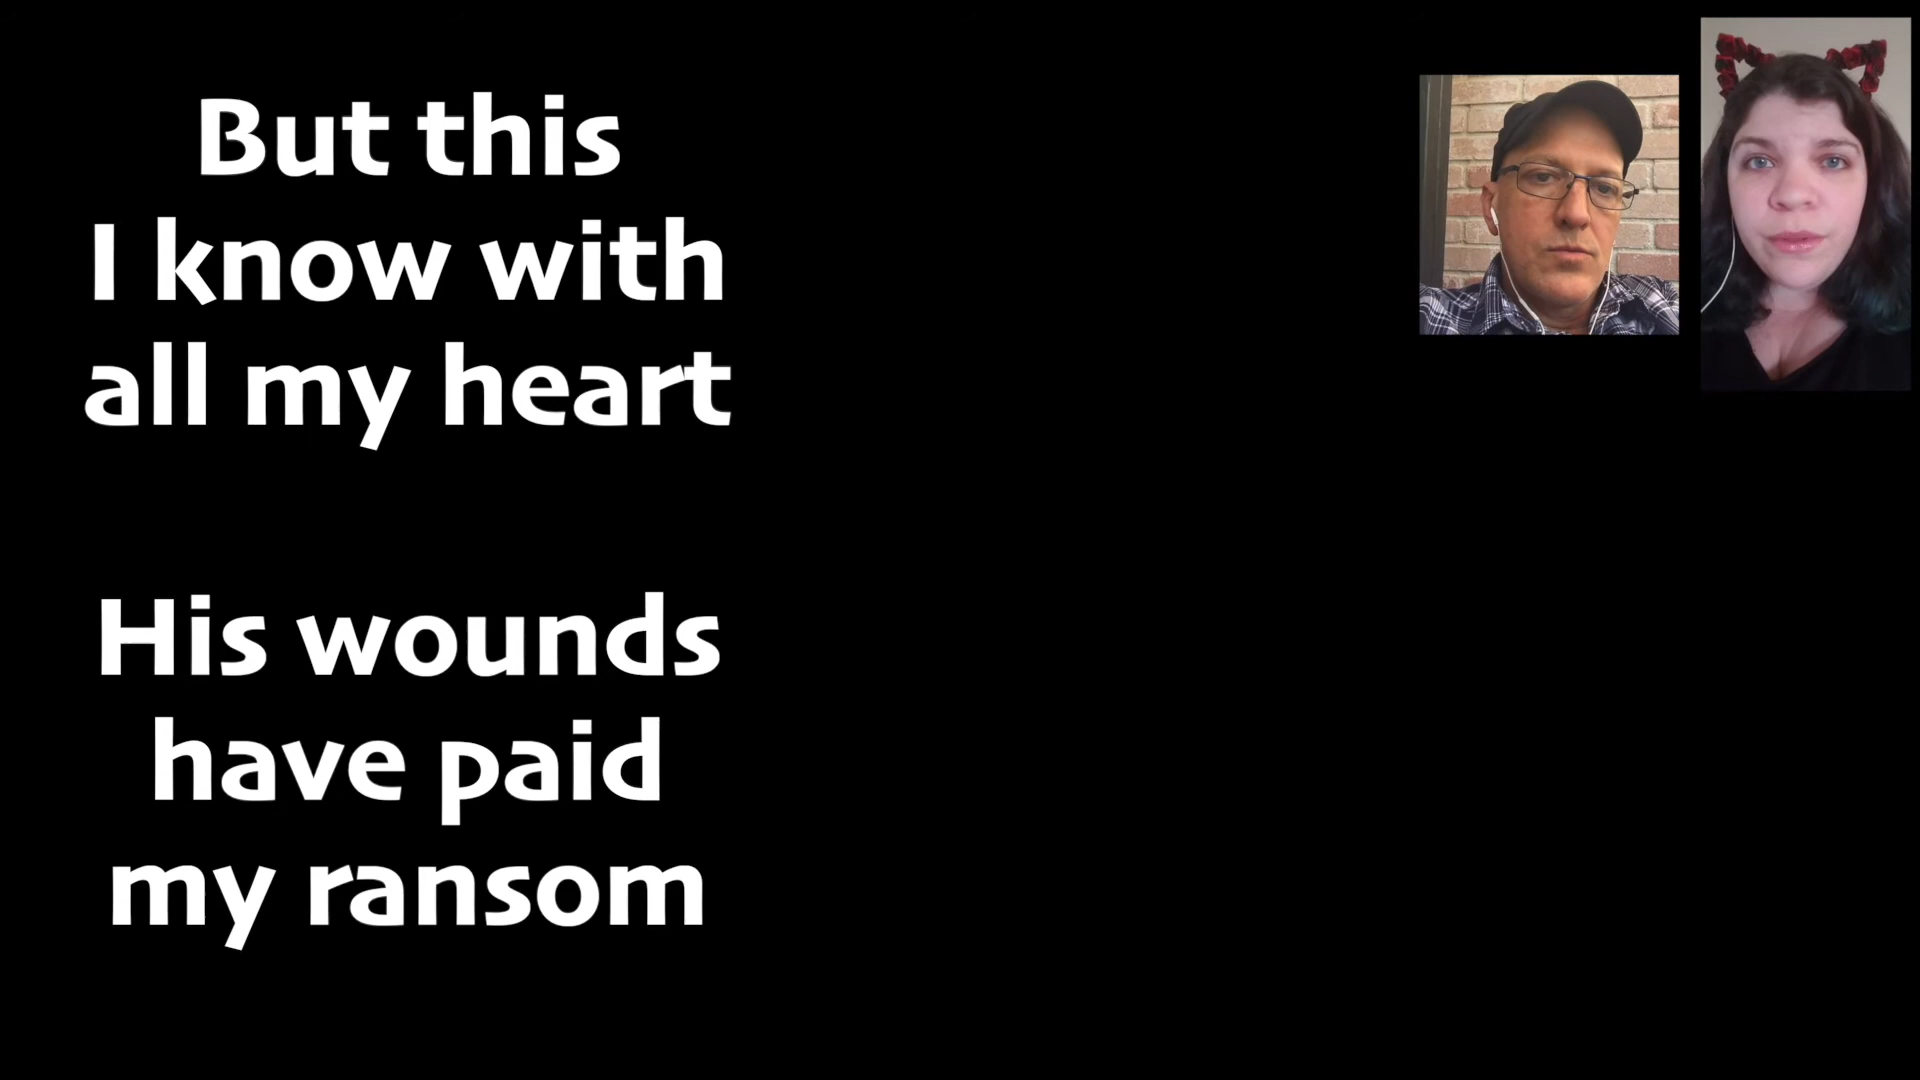 But this
I know with
all my heart
His wounds
have paid
my ransom